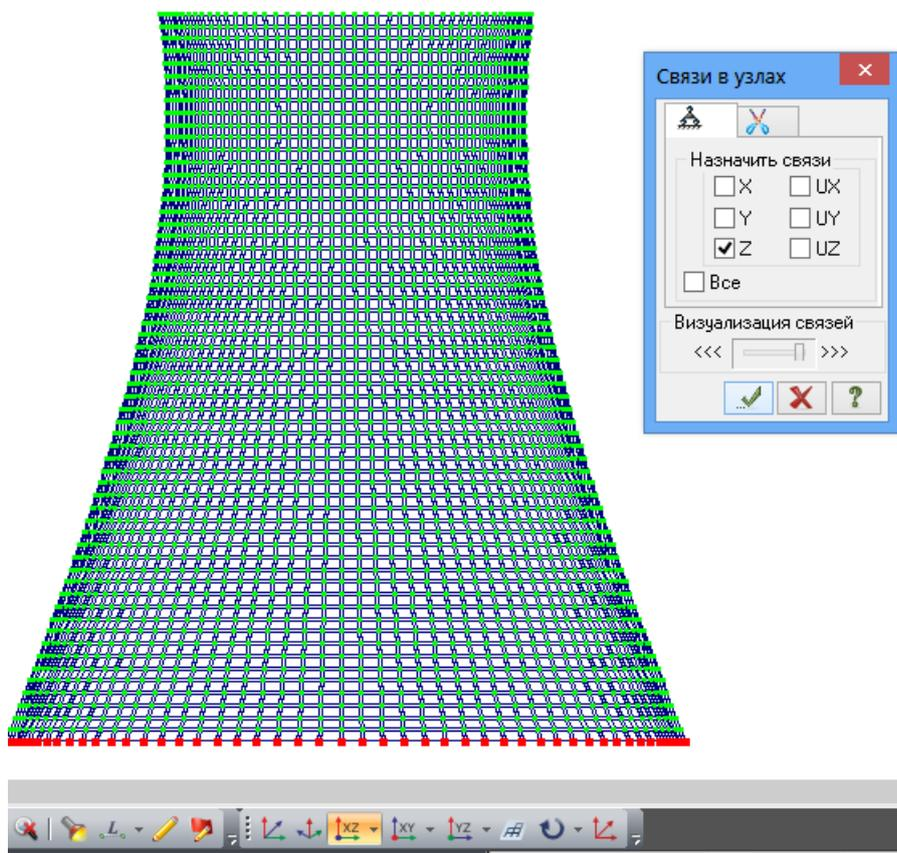 Связи в узлах
Назначить связи
X UX
Y UY
Z UZ
Все
Визуализация связей
<<< >>>
?
L.
XZ XY YZ